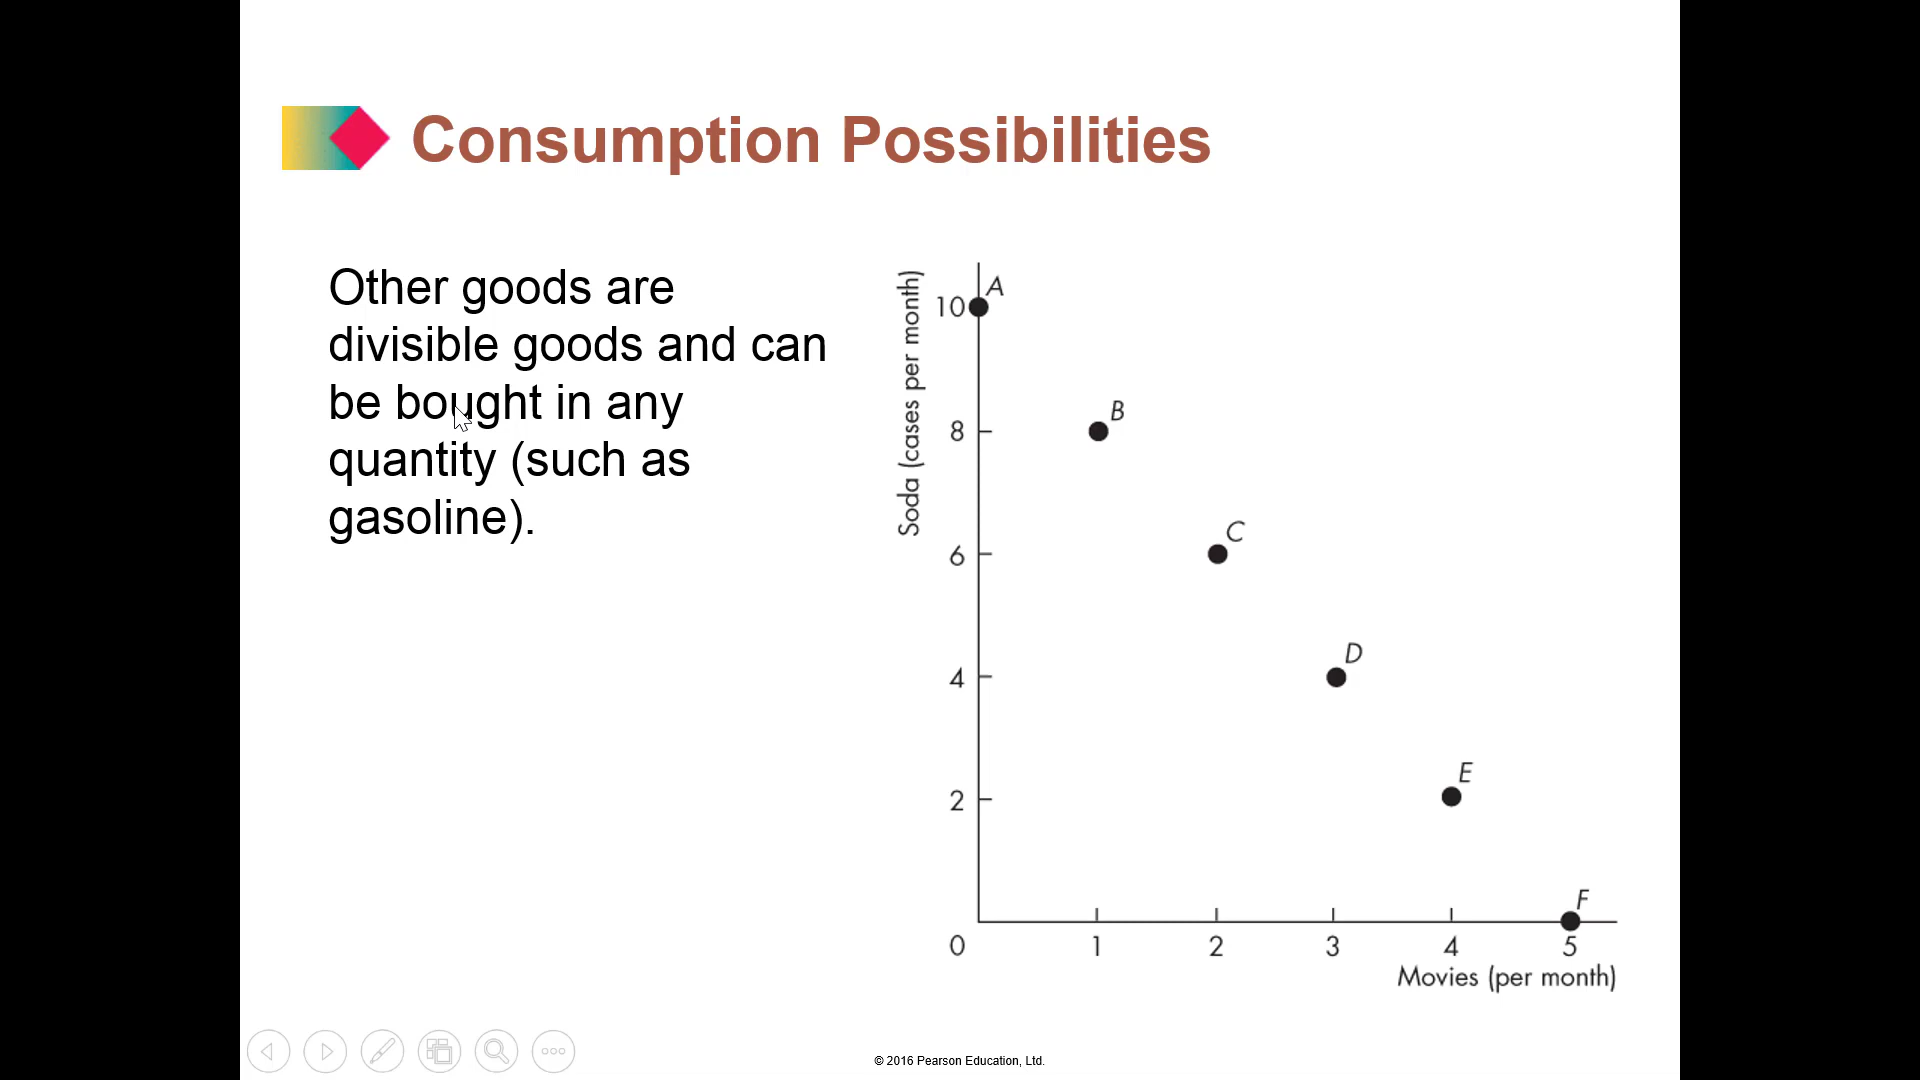 Consumption Possibilities
Other goods are
divisible goods and can
be bought in any
quantity (such as
gasoline).
Soda (cases per month)
10
A
8
B
6
C
4
D
2
E
F
0
1
2
3
4
5
Movies (per month)
© 2016 Pearson Education, Ltd.